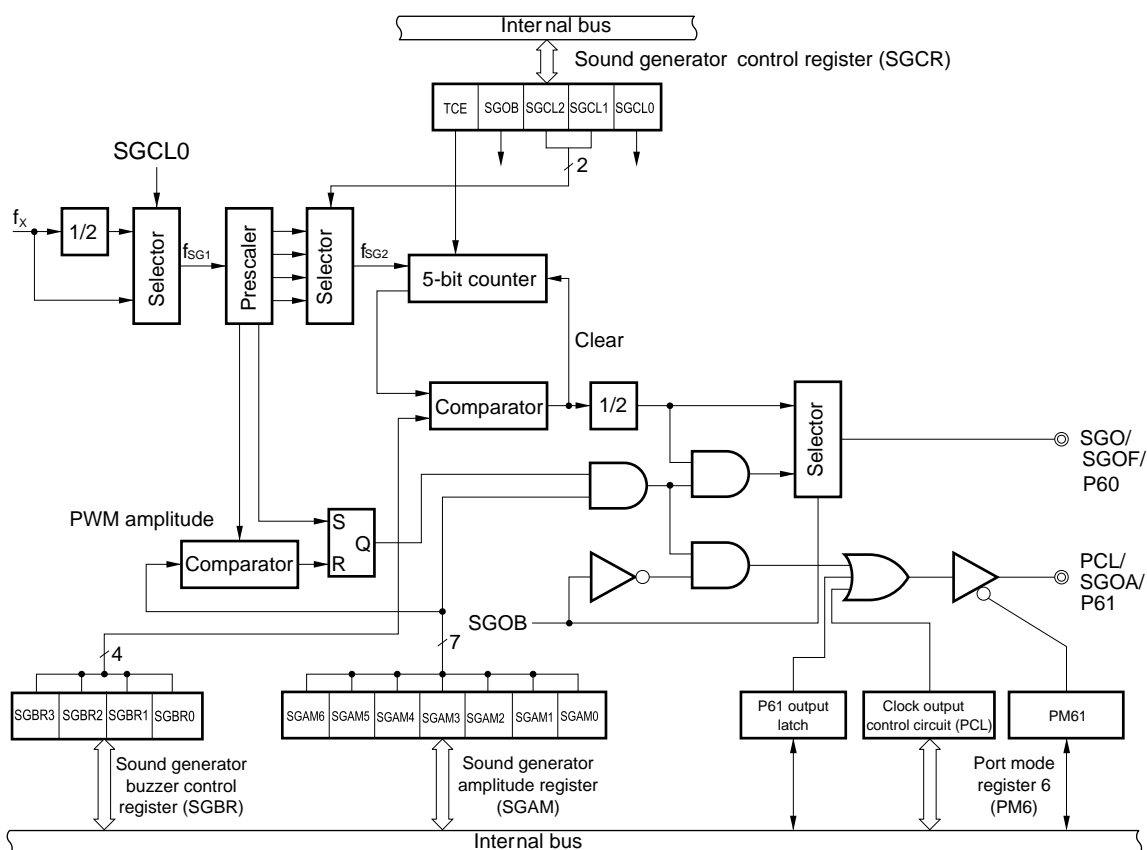 Internal bus
Sound generator control register (SGCR)
TCE SGOB SGCL2 SGCL1 SGCL0
2
SGCL0
fX
1/2
Selector
fSG1
Prescaler
Selector
fSG2
5-bit counter
Clear
Comparator
1/2
Selector
SGO/
SGOF/
P60
PWM amplitude
S
Q
R
Comparator
PCL/
SGOA/
P61
SGOB
4
7
SGBR3 SGBR2 SGBR1 SGBR0
SGAM6 SGAM5 SGAM4 SGAM3 SGAM2 SGAM1 SGAM0
P61 output
latch
Clock output
control circuit (PCL)
PM61
Sound generator
buzzer control
register (SGBR)
Sound generator
amplitude register
(SGAM)
Port mode
register 6
(PM6)
Internal bus